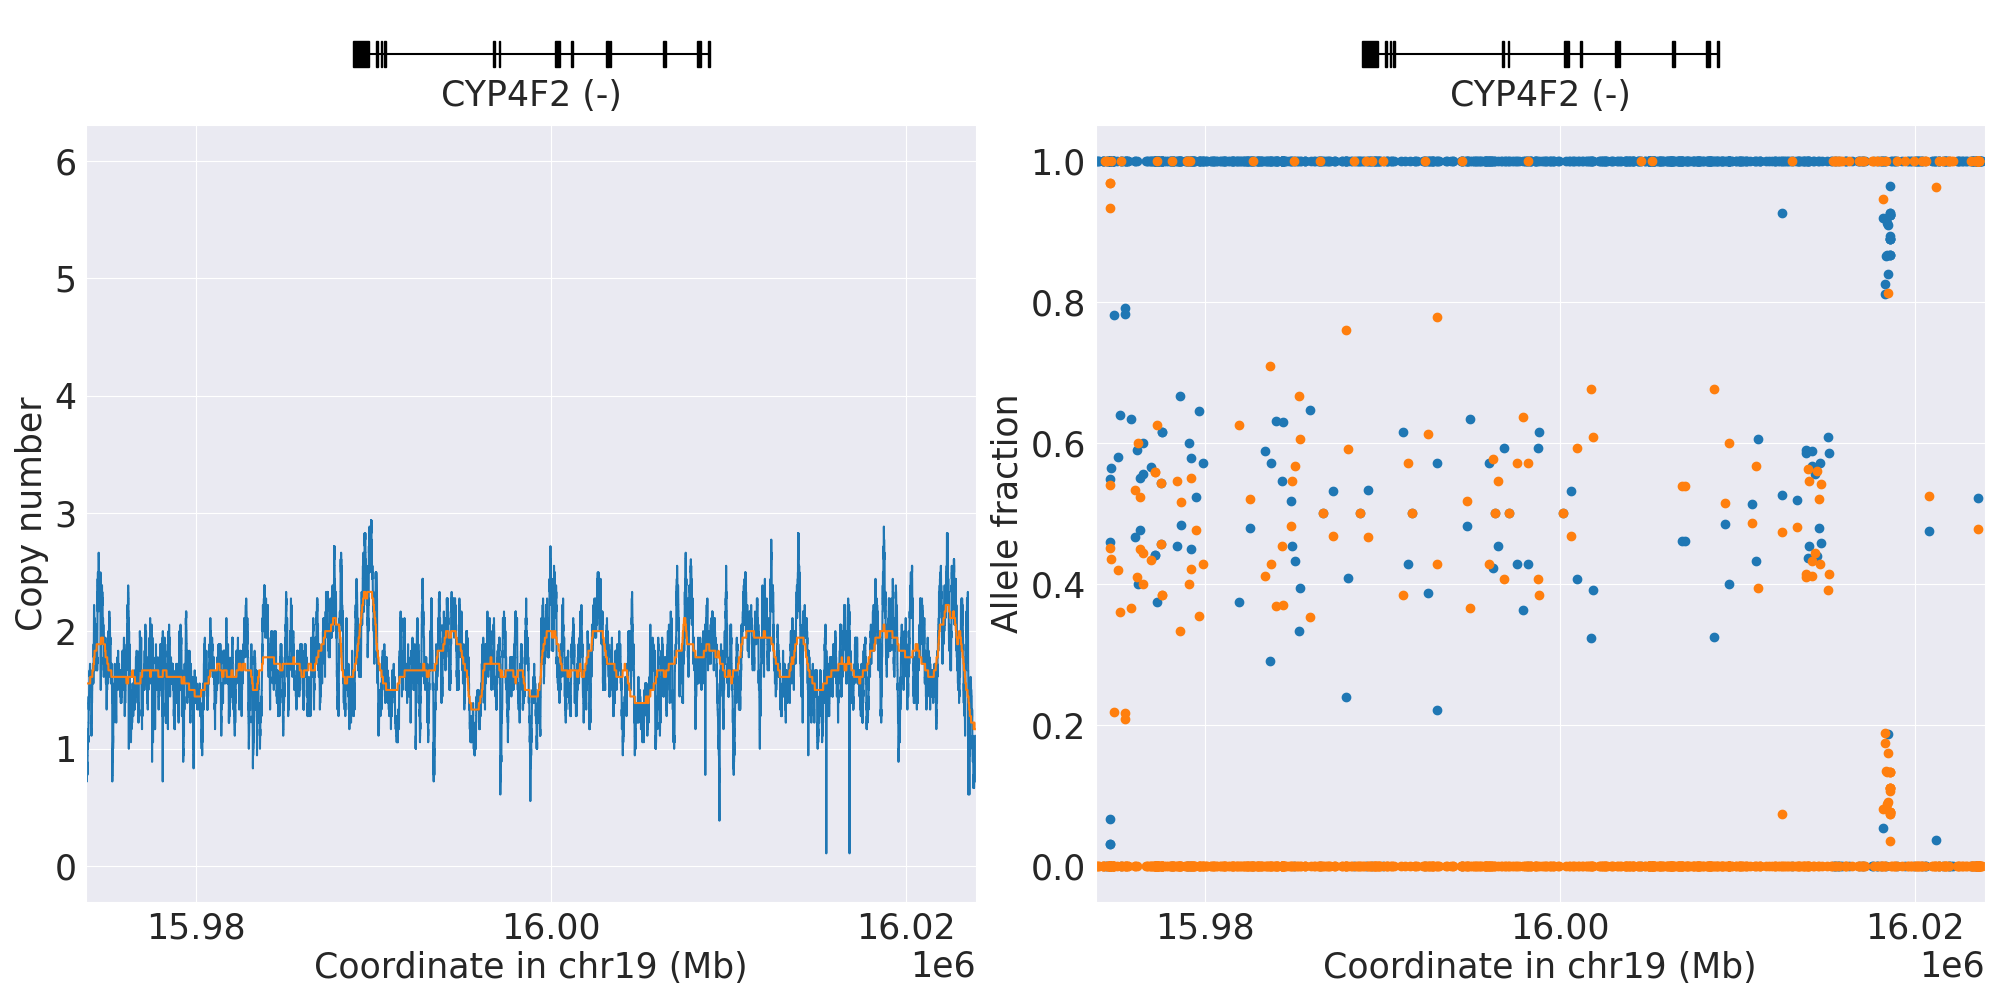 CYP4F2 (-)
6
5
4
3
2
1
0
Copy number
15.98
16.00
16.02
Coordinate in chr19 (Mb)
1e6
CYP4F2 (-)
1.0
0.8
0.6
0.4
0.2
0.0
Allele fraction
15.98
16.00
16.02
Coordinate in chr19 (Mb)
1e6